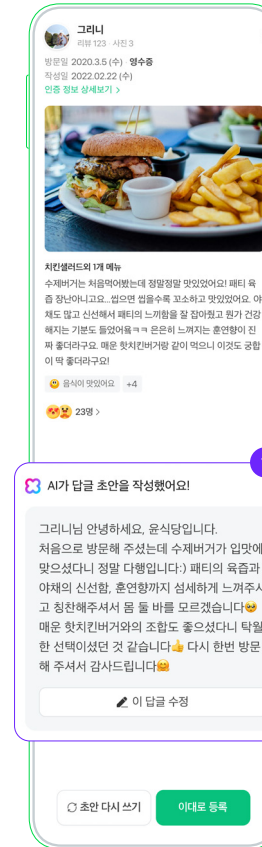 그리니
리뷰 123 · 사진 3
방문일 2020.3.5 (수) · 영수증
작성일 2022.02.22 (수)
인증 정보 상세보기 >
치킨샐러드외 1개 메뉴
수제버거는 처음먹어봤는데 정말정말 맛있었어요! 패티 육
즙 장난아니고요...씹으면 씹을수록 꼬소하고 맛있었어요. 야
채도 많고 신선해서 패티의 느끼함을 잘 잡아줬고 뭔가 건강
해지는 기분도 들었어욬ㅋㅋ 은은히 느껴지는 훈연향이 진
짜 좋더라구요. 매운 핫치킨버거랑 같이 먹으니 이것도 궁합
이 딱 좋더라구요!
😀 음식이 맛있어요 +4
23명 >
AI가 답글 초안을 작성했어요!
그리니님 안녕하세요, 윤식당입니다.
처음으로 방문해 주셨는데 수제버거가 입맛에
맞으셨다니 정말 다행입니다:) 패티의 육즙과
야채의 신선함, 훈연향까지 섬세하게 느껴주시
고 칭찬해주셔서 몸 둘 바를 모르겠습니다🥹
매운 핫치킨버거와의 조합도 좋으셨다니 탁월
한 선택이셨던 것 같습니다👍 다시 한번 방문
해 주셔서 감사드립니다🤗
이 답글 수정
초안 다시 쓰기
이대로 등록